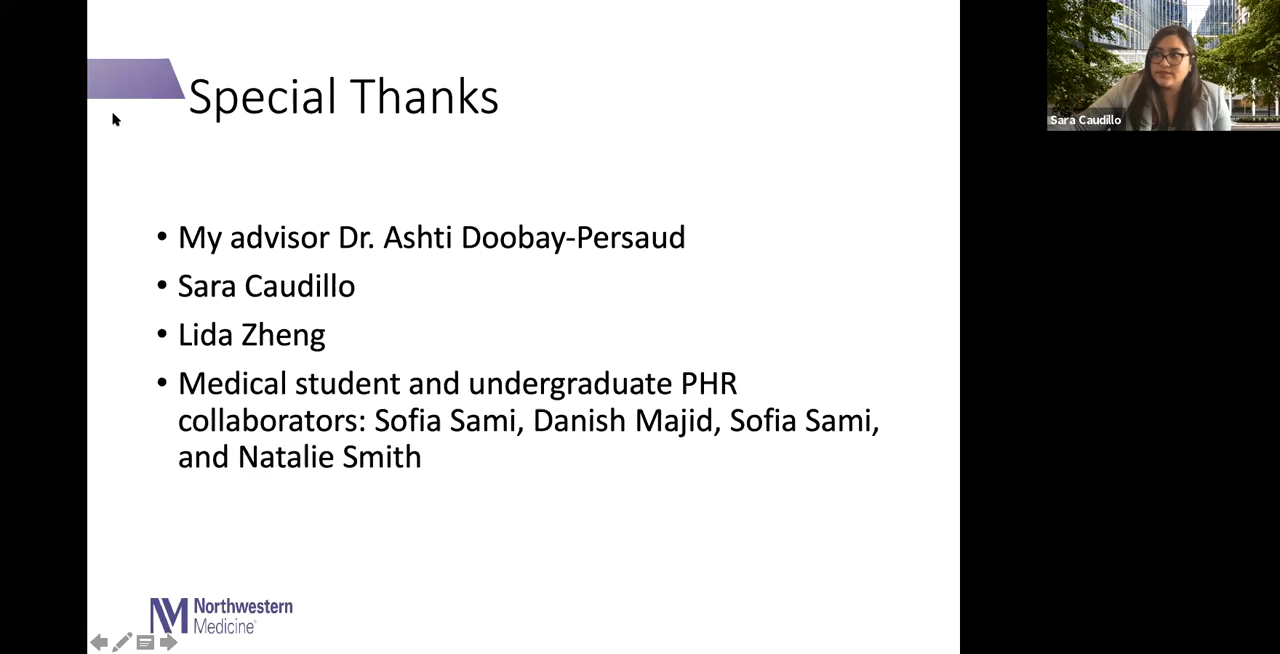 Special Thanks
Sara Caudillo
• My advisor Dr. Ashti Doobay-Persaud
• Sara Caudillo
• Lida Zheng
• Medical student and undergraduate PHR
collaborators: Sofia Sami, Danish Majid, Sofia Sami,
and Natalie Smith
NM Northwestern
Medicine®